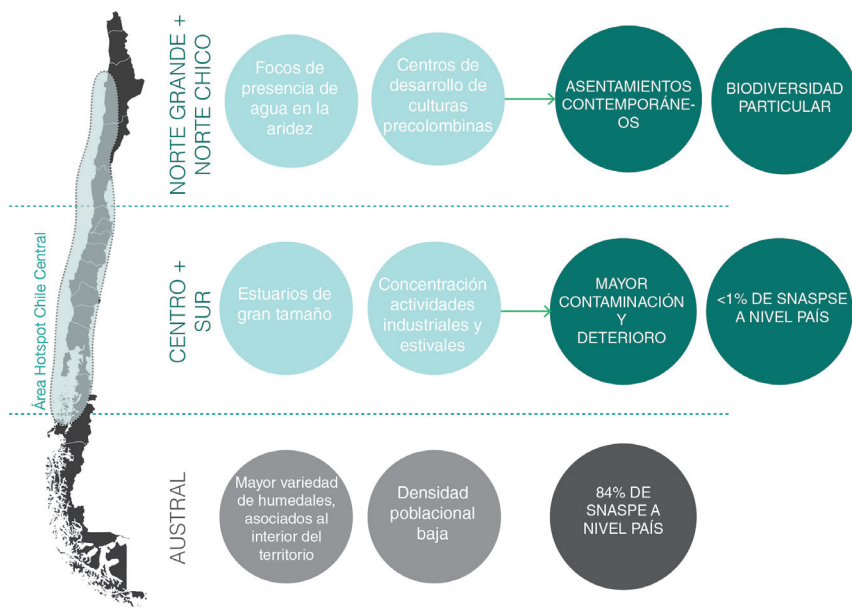 Área Hotspot Chile Central
NORTE GRANDE +
NORTE CHICO
Focos de
presencia de
agua en la
aridez
Centros de
desarrollo de
culturas
precolombinas
ASENTAMIENTOS
CONTEMPORÁNE-
OS
BIODIVERSIDAD
PARTICULAR
CENTRO +
SUR
Estuarios de
gran tamaño
Concentración
actividades
industriales y
estivales
MAYOR
CONTAMINACIÓN
Y
DETERIORO
<1% DE SNASPSE
A NIVEL PAÍS
AUSTRAL
Mayor variedad
de humedales,
asociados al
interior del
territorio
Densidad
poblacional
baja
84% DE
SNASPE A
NIVEL PAÍS